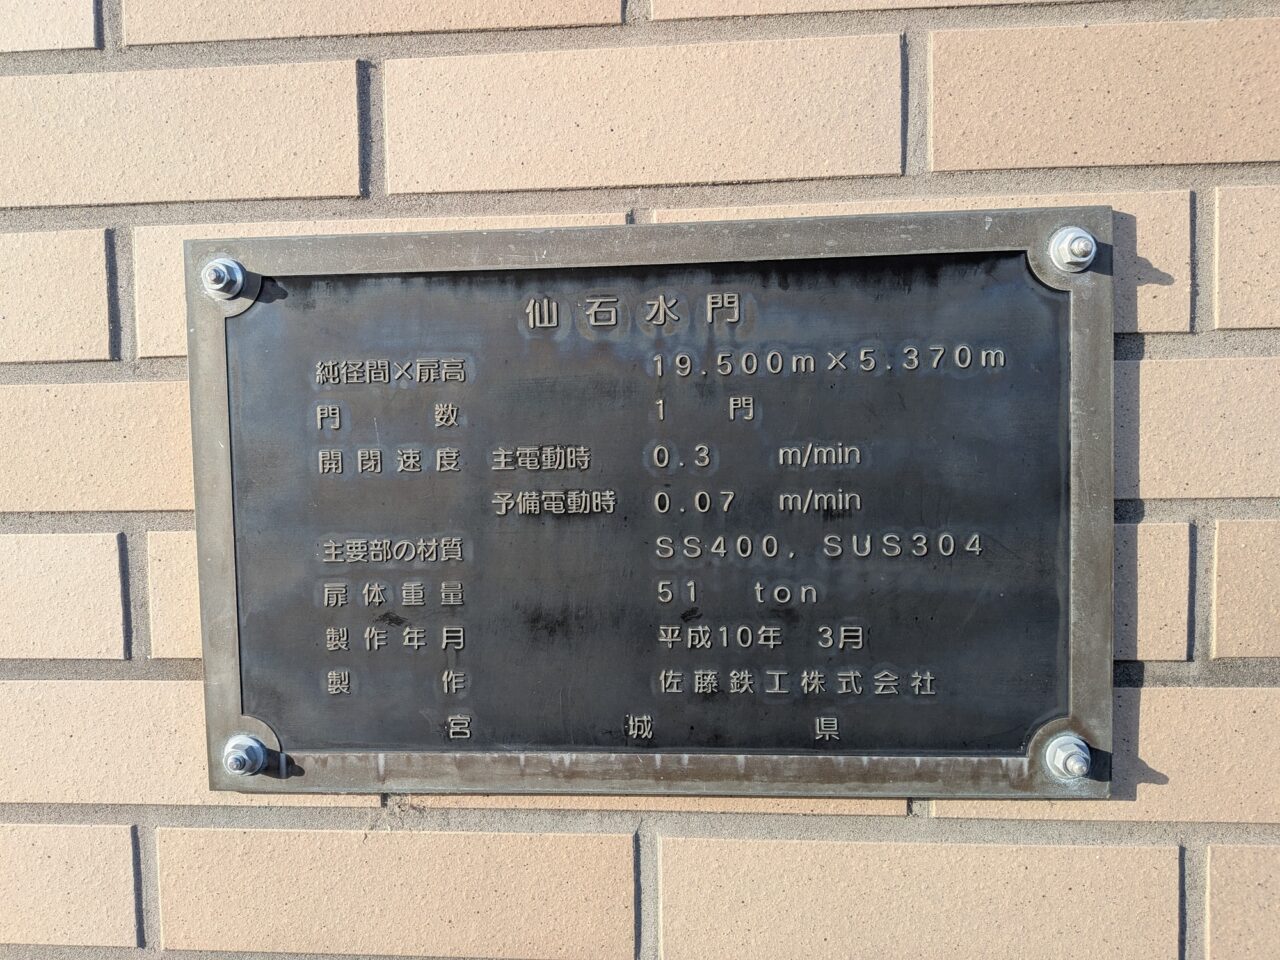 仙石水門
純径間×扉高 19.500m×5.370m
門数 1 門
開閉速度 主電動時 0.3 m/min
予備電動時 0.07 m/min
主要部の材質 SS400, SUS304
扉体重量 51 ton
製作年月 平成10年 3月
製作 佐藤鉄工株式会社
宮城県